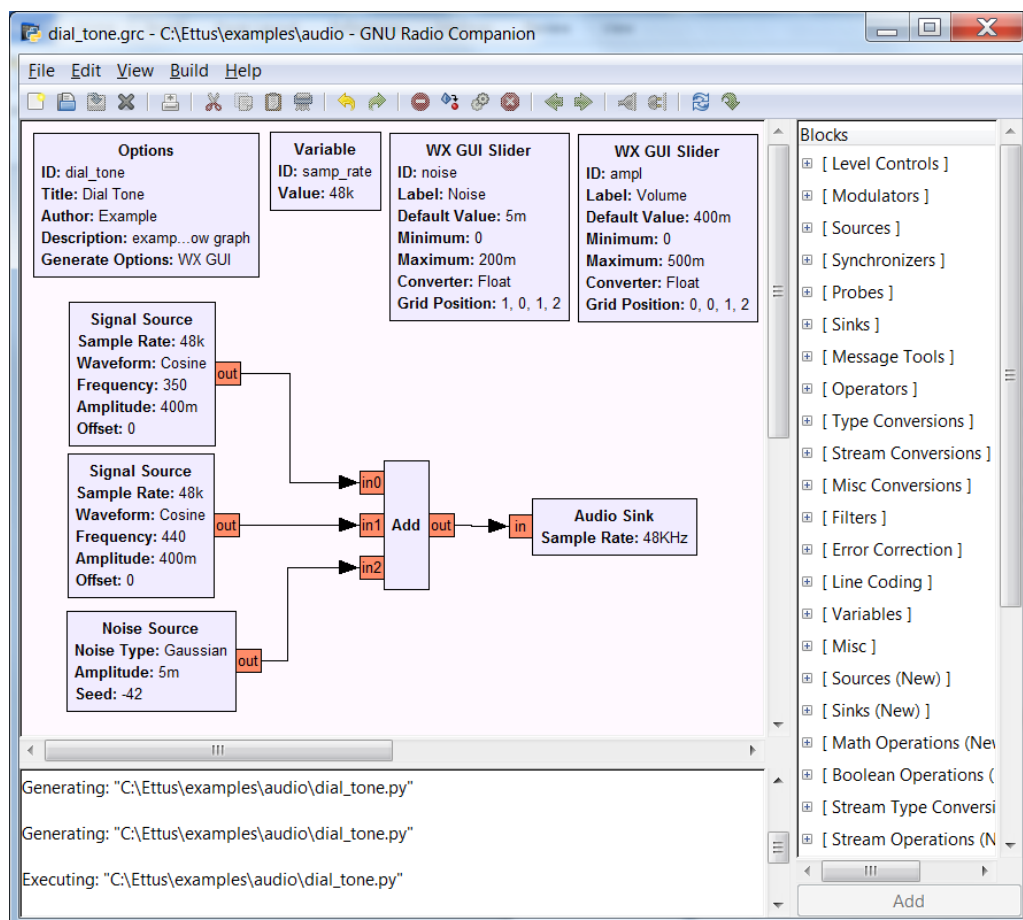 dial_tone.grc - C:\Ettus\examples\audio - GNU Radio Companion
File Edit View Build Help
Options
ID: dial_tone
Title: Dial Tone
Author: Example
Description: examp...ow graph
Generate Options: WX GUI
Variable
ID: samp_rate
Value: 48k
WX GUI Slider
ID: noise
Label: Noise
Default Value: 5m
Minimum: 0
Maximum: 200m
Converter: Float
Grid Position: 1, 0, 1, 2
WX GUI Slider
ID: ampl
Label: Volume
Default Value: 400m
Minimum: 0
Maximum: 500m
Converter: Float
Grid Position: 0, 0, 1, 2
Signal Source
Sample Rate: 48k
Waveform: Cosine
Frequency: 350
Amplitude: 400m
Offset: 0
out
Signal Source
Sample Rate: 48k
Waveform: Cosine
Frequency: 440
Amplitude: 400m
Offset: 0
out
Noise Source
Noise Type: Gaussian
Amplitude: 5m
Seed: -42
out
in0
in1
in2
Add
out
in
Audio Sink
Sample Rate: 48KHz
Generating: "C:\Ettus\examples\audio\dial_tone.py"
Generating: "C:\Ettus\examples\audio\dial_tone.py"
Executing: "C:\Ettus\examples\audio\dial_tone.py"
Blocks
[ Level Controls ]
[ Modulators ]
[ Sources ]
[ Synchronizers ]
[ Probes ]
[ Sinks ]
[ Message Tools ]
[ Operators ]
[ Type Conversions ]
[ Stream Conversions ]
[ Misc Conversions ]
[ Filters ]
[ Error Correction ]
[ Line Coding ]
[ Variables ]
[ Misc ]
[ Sources (New) ]
[ Sinks (New) ]
[ Math Operations (Nev
[ Boolean Operations (
[ Stream Type Conversi
[ Stream Operations (N
Add